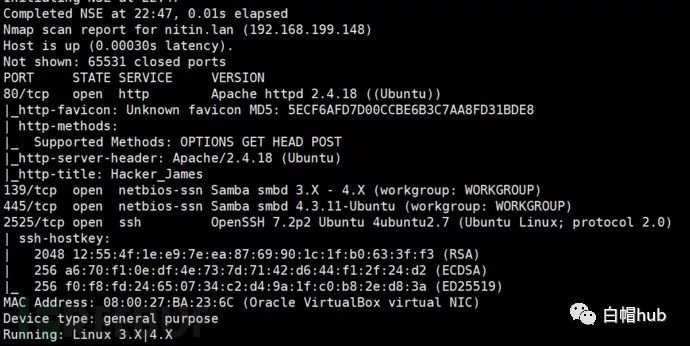 Completed NSE at 22:47, 0.01s elapsed
Nmap scan report for nitin.lan (192.168.199.148)
Host is up (0.00030s latency).
Not shown: 65531 closed ports
PORT STATE SERVICE VERSION
80/tcp open http Apache httpd 2.4.18 ((Ubuntu))
|_http-favicon: Unknown favicon MD5: 5ECF6AFD7D00CCBE6B3C7AA8FD31BDE8
| http-methods:
|_ Supported Methods: OPTIONS GET HEAD POST
|_http-server-header: Apache/2.4.18 (Ubuntu)
|_http-title: Hacker_James
139/tcp open netbios-ssn Samba smbd 3.X - 4.X (workgroup: WORKGROUP)
445/tcp open netbios-ssn Samba smbd 4.3.11-Ubuntu (workgroup: WORKGROUP)
2525/tcp open ssh OpenSSH 7.2p2 Ubuntu 4ubuntu2.7 (Ubuntu Linux; protocol 2.0)
| ssh-hostkey:
| 2048 12:55:4f:1e:e9:7e:ea:87:69:90:1c:1f:b0:63:3f:f3 (RSA)
| 256 a6:70:f1:0e:df:4e:73:7d:71:42:d6:44:f1:2f:24:d2 (ECDSA)
|_ 256 f0:f8:fd:24:65:07:34:c2:d4:9a:1f:c0:b8:2e:d8:3a (ED25519)
MAC Address: 08:00:27:BA:23:6C (Oracle VirtualBox virtual NIC)
Device type: general purpose
Running: Linux 3.X|4.X
白帽hub